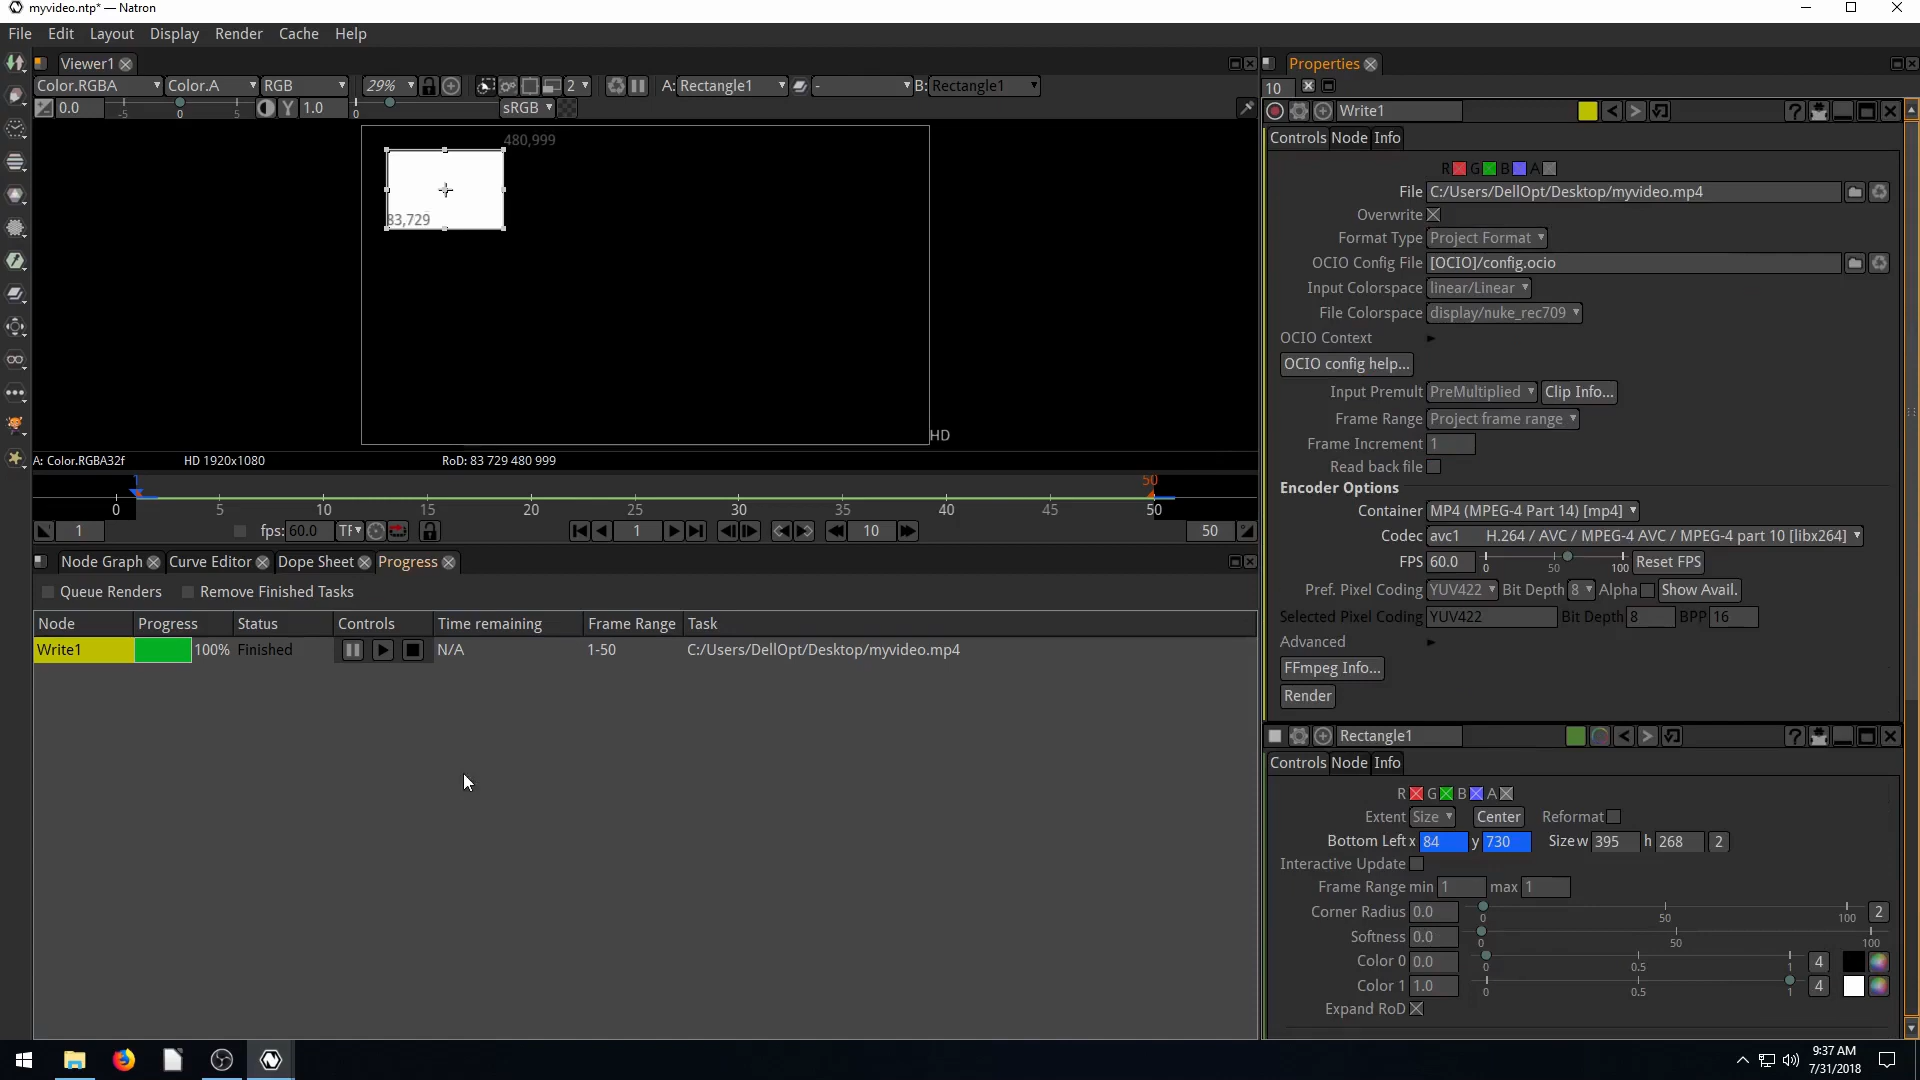 myvideo.ntp* — Natron
File Edit Layout Display Render Cache Help
Viewer1
Color.RGBA Color.A RGB 29% 2 A: Rectangle1 - B: Rectangle1
0.0 -5 0 5 Y 1.0 0 sRGB
480,999
83,729
HD
A: Color.RGBA32f HD 1920x1080 RoD: 83 729 480 999
1 50
0 5 10 15 20 25 30 35 40 45 50
1 fps: 60.0 TF 1 10 50
Node Graph Curve Editor Dope Sheet Progress
Queue Renders Remove Finished Tasks
Node Progress Status Controls Time remaining Frame Range Task
Write1 100% Finished N/A 1-50 C:/Users/DellOpt/Desktop/myvideo.mp4
Properties
10
Write1 ?
Controls Node Info
R G B A
File C:/Users/DellOpt/Desktop/myvideo.mp4
Overwrite
Format Type Project Format
OCIO Config File [OCIO]/config.ocio
Input Colorspace linear/Linear
File Colorspace display/nuke_rec709
OCIO Context
OCIO config help...
Input Premult PreMultiplied Clip Info...
Frame Range Project frame range
Frame Increment 1
Read back file
Encoder Options
Container MP4 (MPEG-4 Part 14) [mp4]
Codec avc1 H.264 / AVC / MPEG-4 AVC / MPEG-4 part 10 [libx264]
FPS 60.0 0 50 100 Reset FPS
Pref. Pixel Coding YUV422 Bit Depth 8 Alpha Show Avail.
Selected Pixel Coding YUV422 Bit Depth 8 BPP 16
Advanced
FFmpeg Info...
Render
Rectangle1 ?
Controls Node Info
R G B A
Extent Size Center Reformat
Bottom Left x 84 y 730 Size w 395 h 268 2
Interactive Update
Frame Range min 1 max 1
Corner Radius 0.0 0 50 100 2
Softness 0.0 0 50 100
Color 0 0.0 0 0.5 1 4
Color 1 1.0 0 0.5 1 4
Expand RoD
9:37 AM
7/31/2018